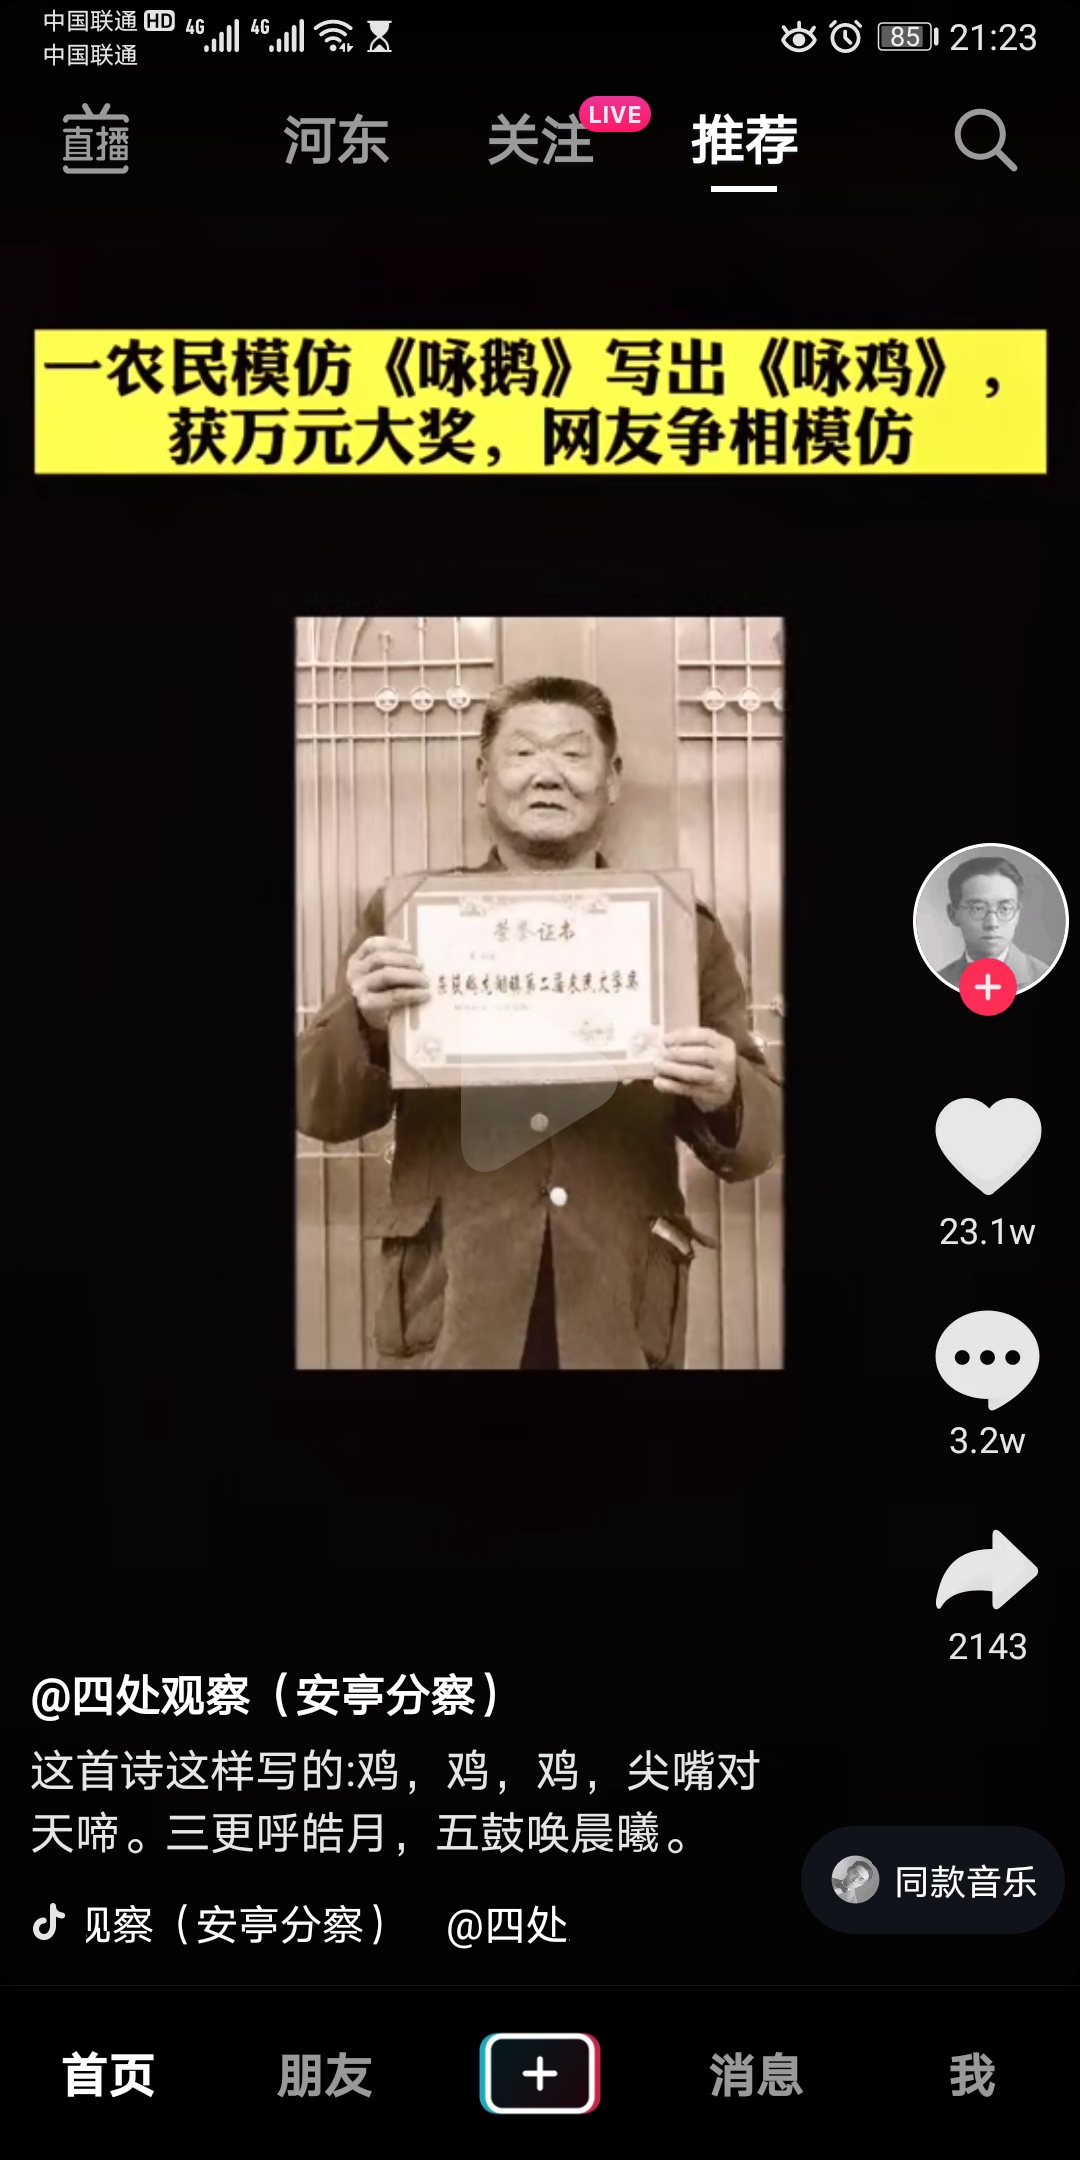 中国联通 HD 4G 4G 85 21:23
中国联通
直播 河东 关注 LIVE 推荐
一农民模仿《咏鹅》写出《咏鸡》，
获万元大奖，网友争相模仿
荣誉证书
23.1w
3.2w
2143
@四处观察（安亭分察）
这首诗这样写的:鸡，鸡，鸡，尖嘴对
天啼。三更呼皓月，五鼓唤晨曦。
同款音乐
观察（安亭分察） @四处
首页 朋友 消息 我